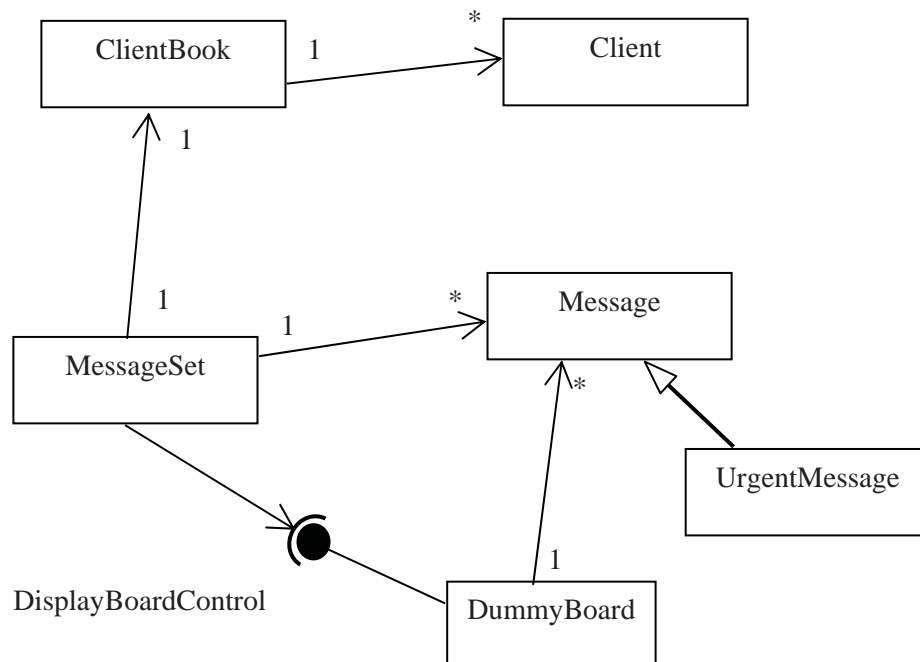 ClientBook
1
*
Client
1
1
MessageSet
1
*
Message
*
UrgentMessage
DisplayBoardControl
1
DummyBoard